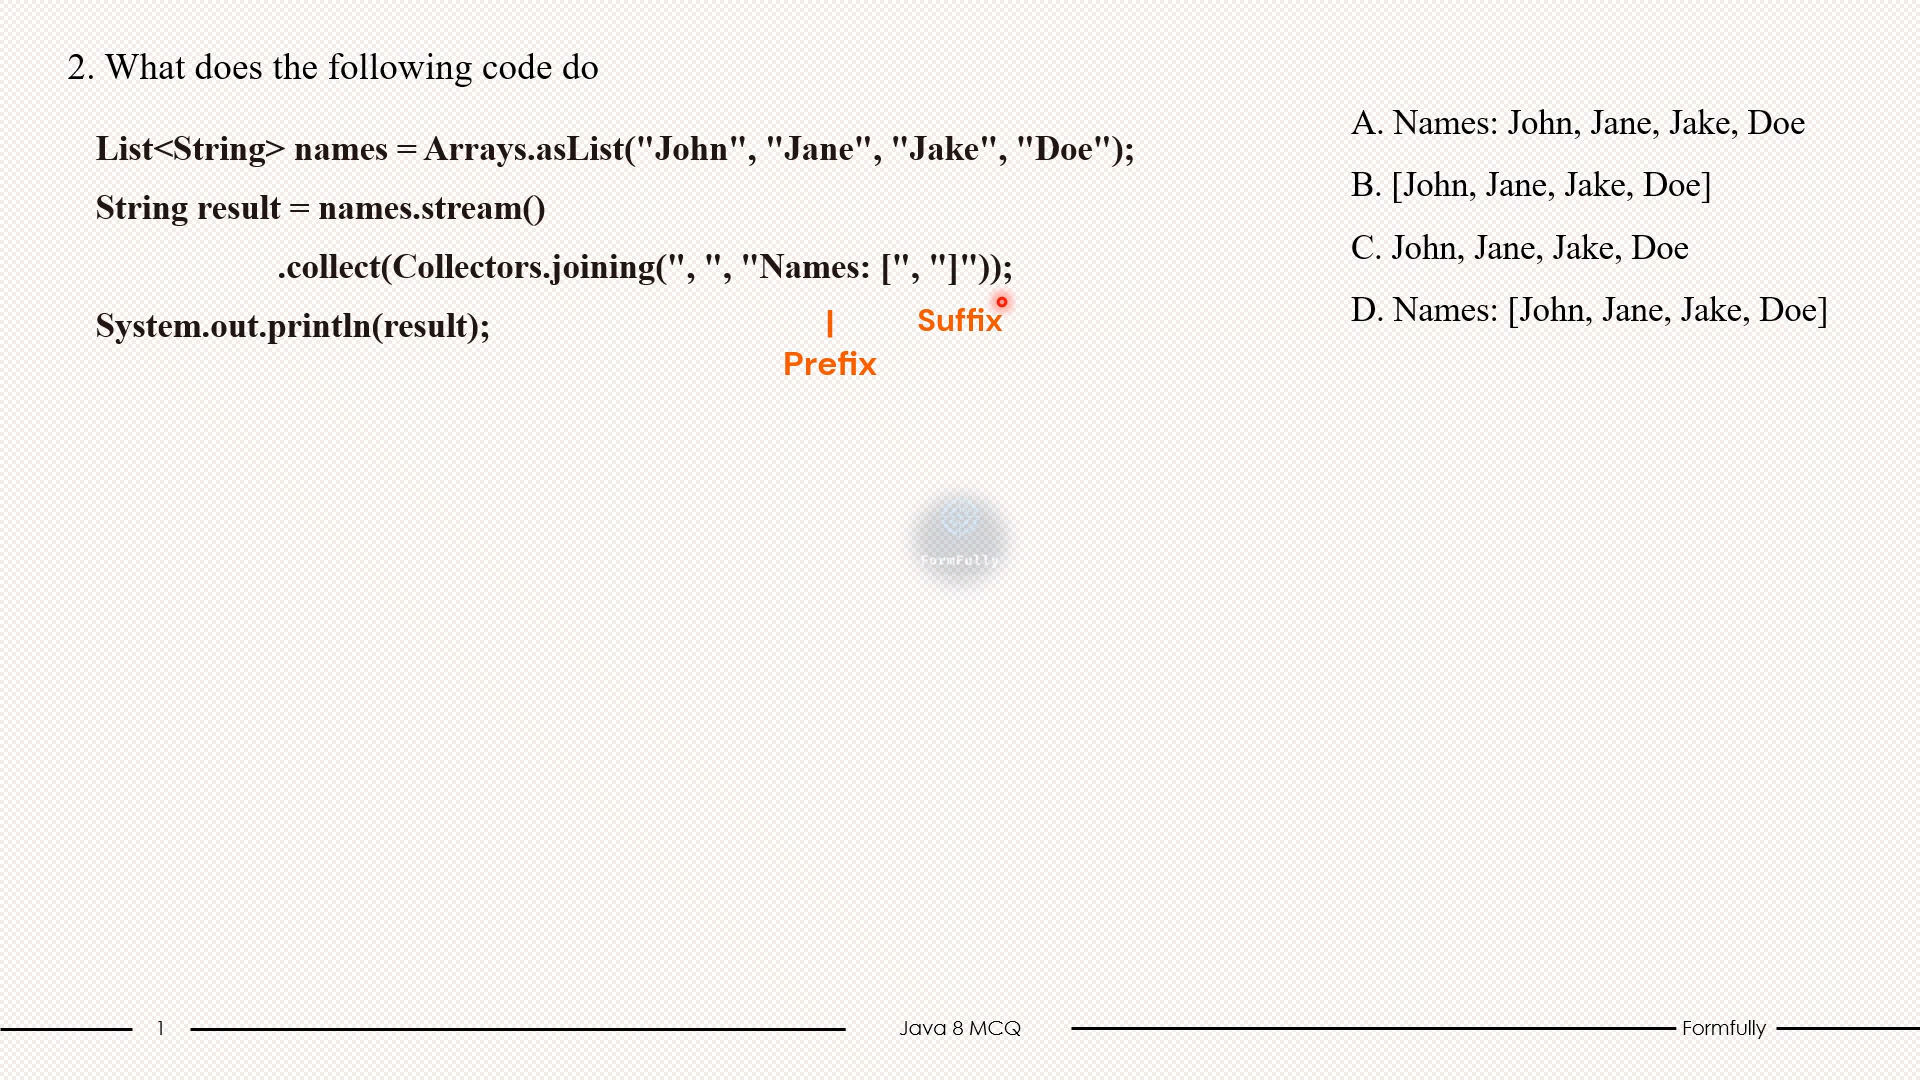 2. What does the following code do
List<String> names = Arrays.asList("John", "Jane", "Jake", "Doe");
String result = names.stream()
.collect(Collectors.joining(", ", "Names: [", "]"));
System.out.println(result);
Suffix
Prefix
A. Names: John, Jane, Jake, Doe
B. [John, Jane, Jake, Doe]
C. John, Jane, Jake, Doe
D. Names: [John, Jane, Jake, Doe]
FormFully
1
Java 8 MCQ
Formfully